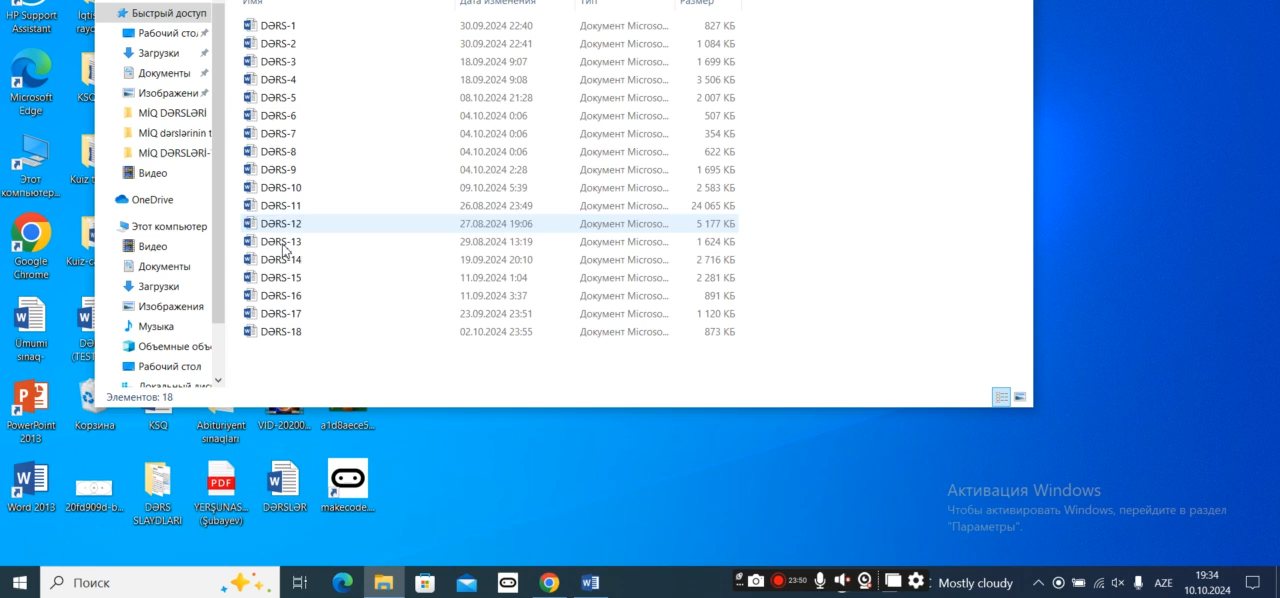 HP Support
Assistant
Microsoft
Edge
Этот
компьютер...
Google
Chrome
Umumi
sinaq-
PowerPoint
2013
Word 2013
Корзина
KSQ
Abituriyent
sınaqları
VID-20200...
a1d8aece5...
20fd909d-b...
DƏRS
SLAYDLARI
YERŞUNAS...
(Şubayev)
DƏRSLƏR
makecode...
Быстрый доступ
Рабочий сто
Загрузки
Документы
Изображени
MİQ DƏRSLƏRİ
MİQ dərslərinin t
MİQ DƏRSLƏRİ-
Видео
OneDrive
Этот компьютер
Видео
Документы
Загрузки
Изображения
Музыка
Объемные объ
Рабочий стол
Локальный дис
Элементов: 18
Имя Дата изменения Тип Размер
DƏRS-1 30.09.2024 22:40 Документ Microso... 827 КБ
DƏRS-2 30.09.2024 22:41 Документ Microso... 1 084 КБ
DƏRS-3 18.09.2024 9:07 Документ Microso... 1 699 КБ
DƏRS-4 18.09.2024 9:08 Документ Microso... 3 506 КБ
DƏRS-5 08.10.2024 21:28 Документ Microso... 2 007 КБ
DƏRS-6 04.10.2024 0:06 Документ Microso... 507 КБ
DƏRS-7 04.10.2024 0:06 Документ Microso... 354 КБ
DƏRS-8 04.10.2024 0:06 Документ Microso... 622 КБ
DƏRS-9 04.10.2024 2:28 Документ Microso... 1 695 КБ
DƏRS-10 09.10.2024 5:39 Документ Microso... 2 583 КБ
DƏRS-11 26.08.2024 23:49 Документ Microso... 24 065 КБ
DƏRS-12 27.08.2024 19:06 Документ Microso... 5 177 КБ
DƏRS-13 29.08.2024 13:19 Документ Microso... 1 624 КБ
DƏRS-14 19.09.2024 20:10 Документ Microso... 2 716 КБ
DƏRS-15 11.09.2024 1:04 Документ Microso... 2 281 КБ
DƏRS-16 11.09.2024 3:37 Документ Microso... 891 КБ
DƏRS-17 23.09.2024 23:51 Документ Microso... 1 120 КБ
DƏRS-18 02.10.2024 23:55 Документ Microso... 873 КБ
Активация Windows
Чтобы активировать Windows, перейдите в раздел
"Параметры".
Поиск
23:50
Mostly cloudy
AZE
19:34
10.10.2024